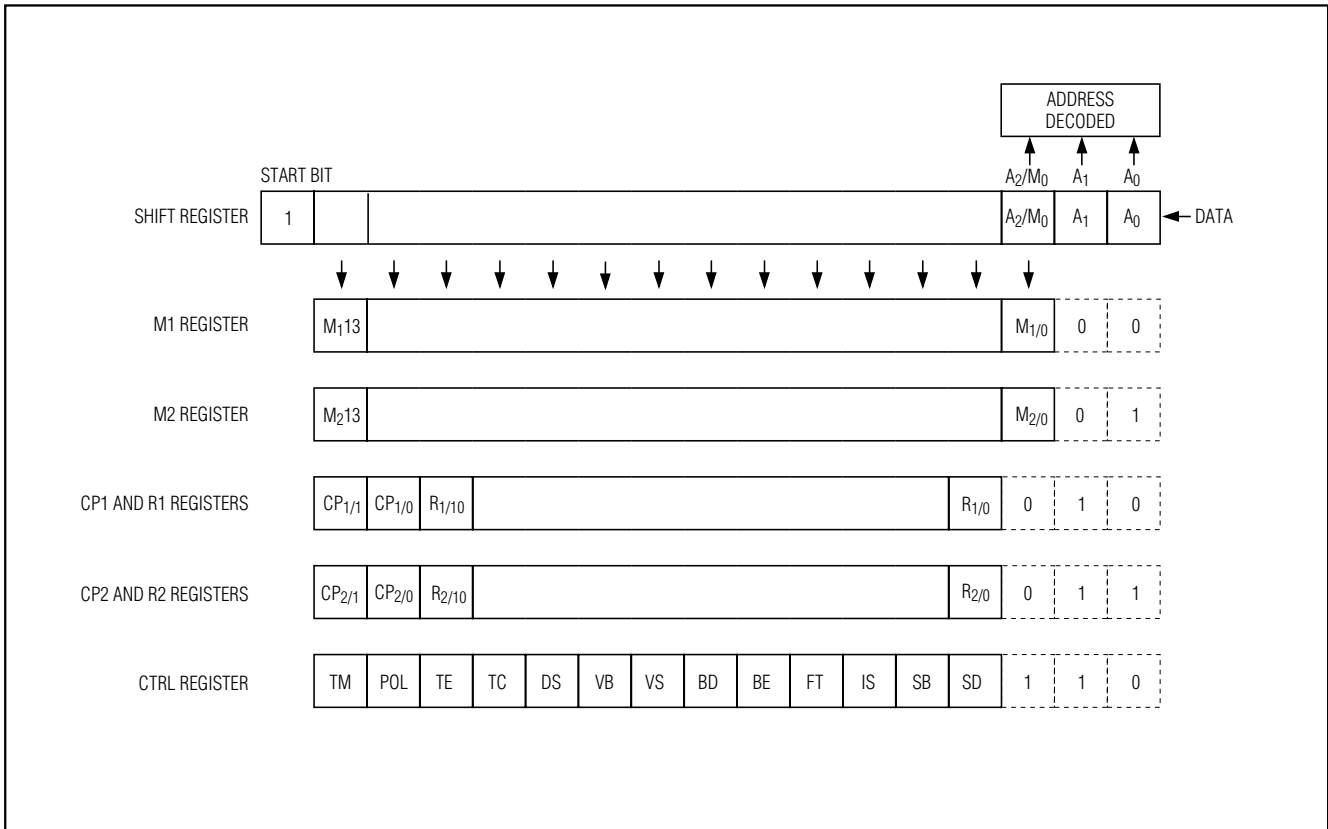 ADDRESS
DECODED
START BIT
A2/M0 A1 A0
SHIFT REGISTER 1 A2/M0 A1 A0 DATA
M1 REGISTER M113 M1/0 0 0
M2 REGISTER M213 M2/0 0 1
CP1 AND R1 REGISTERS CP1/1 CP1/0 R1/10 R1/0 0 1 0
CP2 AND R2 REGISTERS CP2/1 CP2/0 R2/10 R2/0 0 1 1
CTRL REGISTER TM POL TE TC DS VB VS BD BE FT IS SB SD 1 1 0